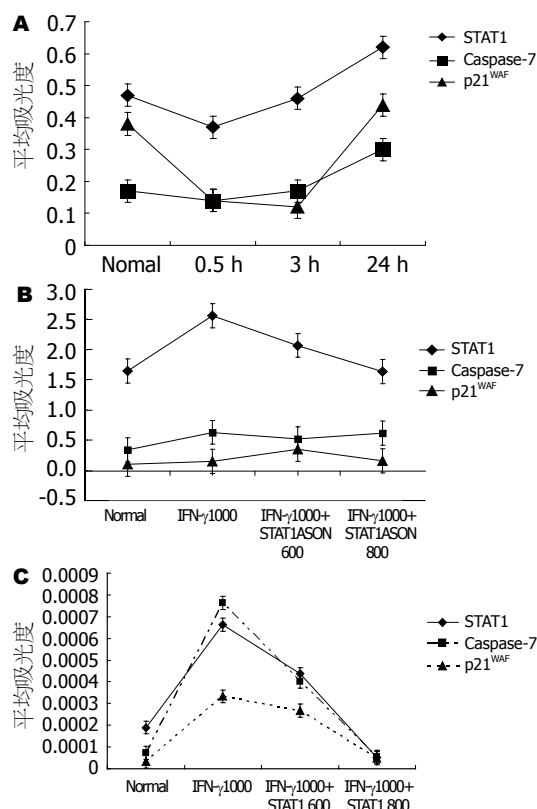 A
平均吸光度
0.7
0.6
0.5
0.4
0.3
0.2
0.1
0
Nomal 0.5 h 3 h 24 h
STAT1
Caspase-7
p21WAF
B
平均吸光度
3.0
2.5
2.0
1.5
1.0
0.5
0.0
-0.5
Normal IFN-γ1000 IFN-γ1000+ IFN-γ1000+
STAT1ASON STAT1ASON
600 800
STAT1
Caspase-7
p21WAF
C
平均吸光度
0.0009
0.0008
0.0007
0.0006
0.0005
0.0004
0.0003
0.0002
0.0001
0
Normal IFN-γ1000 IFN-γ1000+ IFN-γ1000+
STAT1 600 STAT1 800
STAT1
Caspase-7
p21WAF